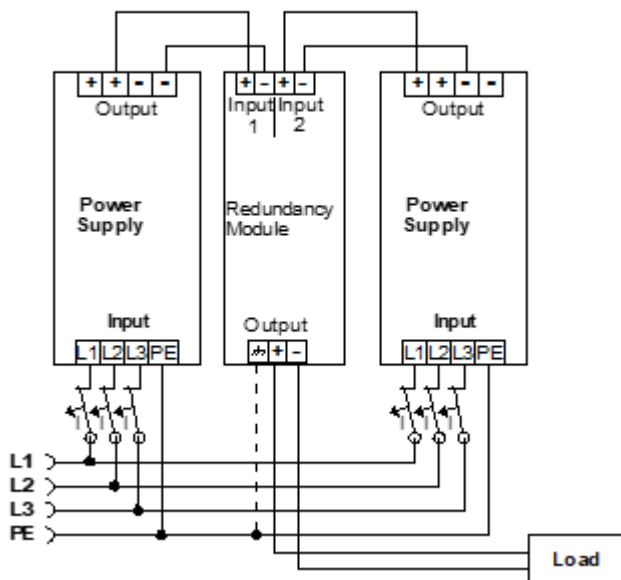 + + - -
+ - + -
+ + - -
Output
Input 1
Input 2
Output
Power Supply
Redundancy Module
Power Supply
Input
Output
Input
L1 L2 L3 PE
+ -
L1 L2 L3 PE
L1
L2
L3
PE
Load